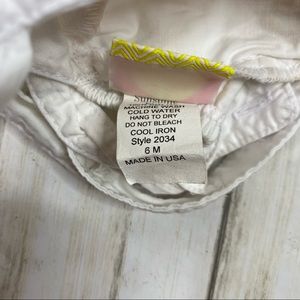 MACHINE WASH
COLD WATER
HANG TO DRY
DO NOT BLEACH
COOL IRON
Style 2034
6 M
MADE IN USA